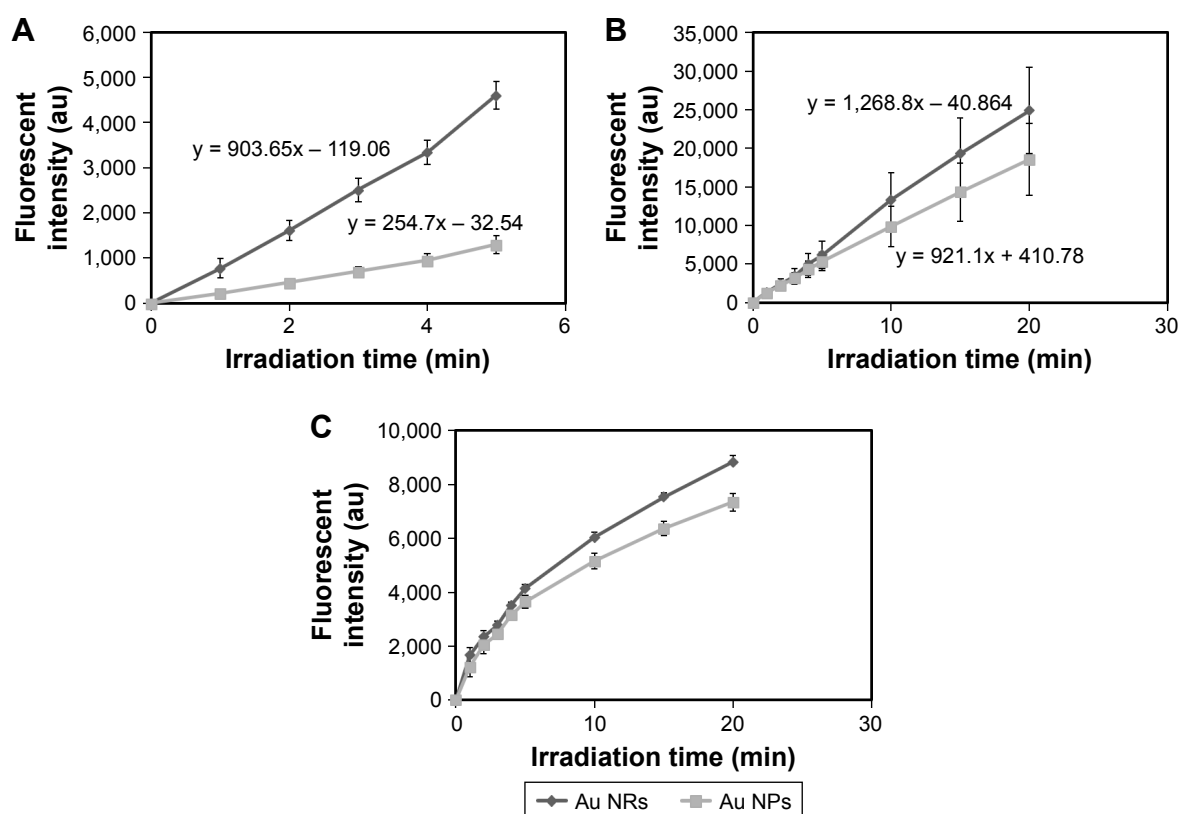 A
Fluorescent
intensity (au)
6,000
5,000
4,000
3,000
2,000
1,000
0
y = 903.65x – 119.06
y = 254.7x – 32.54
0 2 4 6
Irradiation time (min)
B
Fluorescent
intensity (au)
35,000
30,000
25,000
20,000
15,000
10,000
5,000
0
y = 1,268.8x – 40.864
y = 921.1x + 410.78
0 10 20 30
Irradiation time (min)
C
Fluorescent
intensity (au)
10,000
8,000
6,000
4,000
2,000
0
0 10 20 30
Irradiation time (min)
Au NRs Au NPs